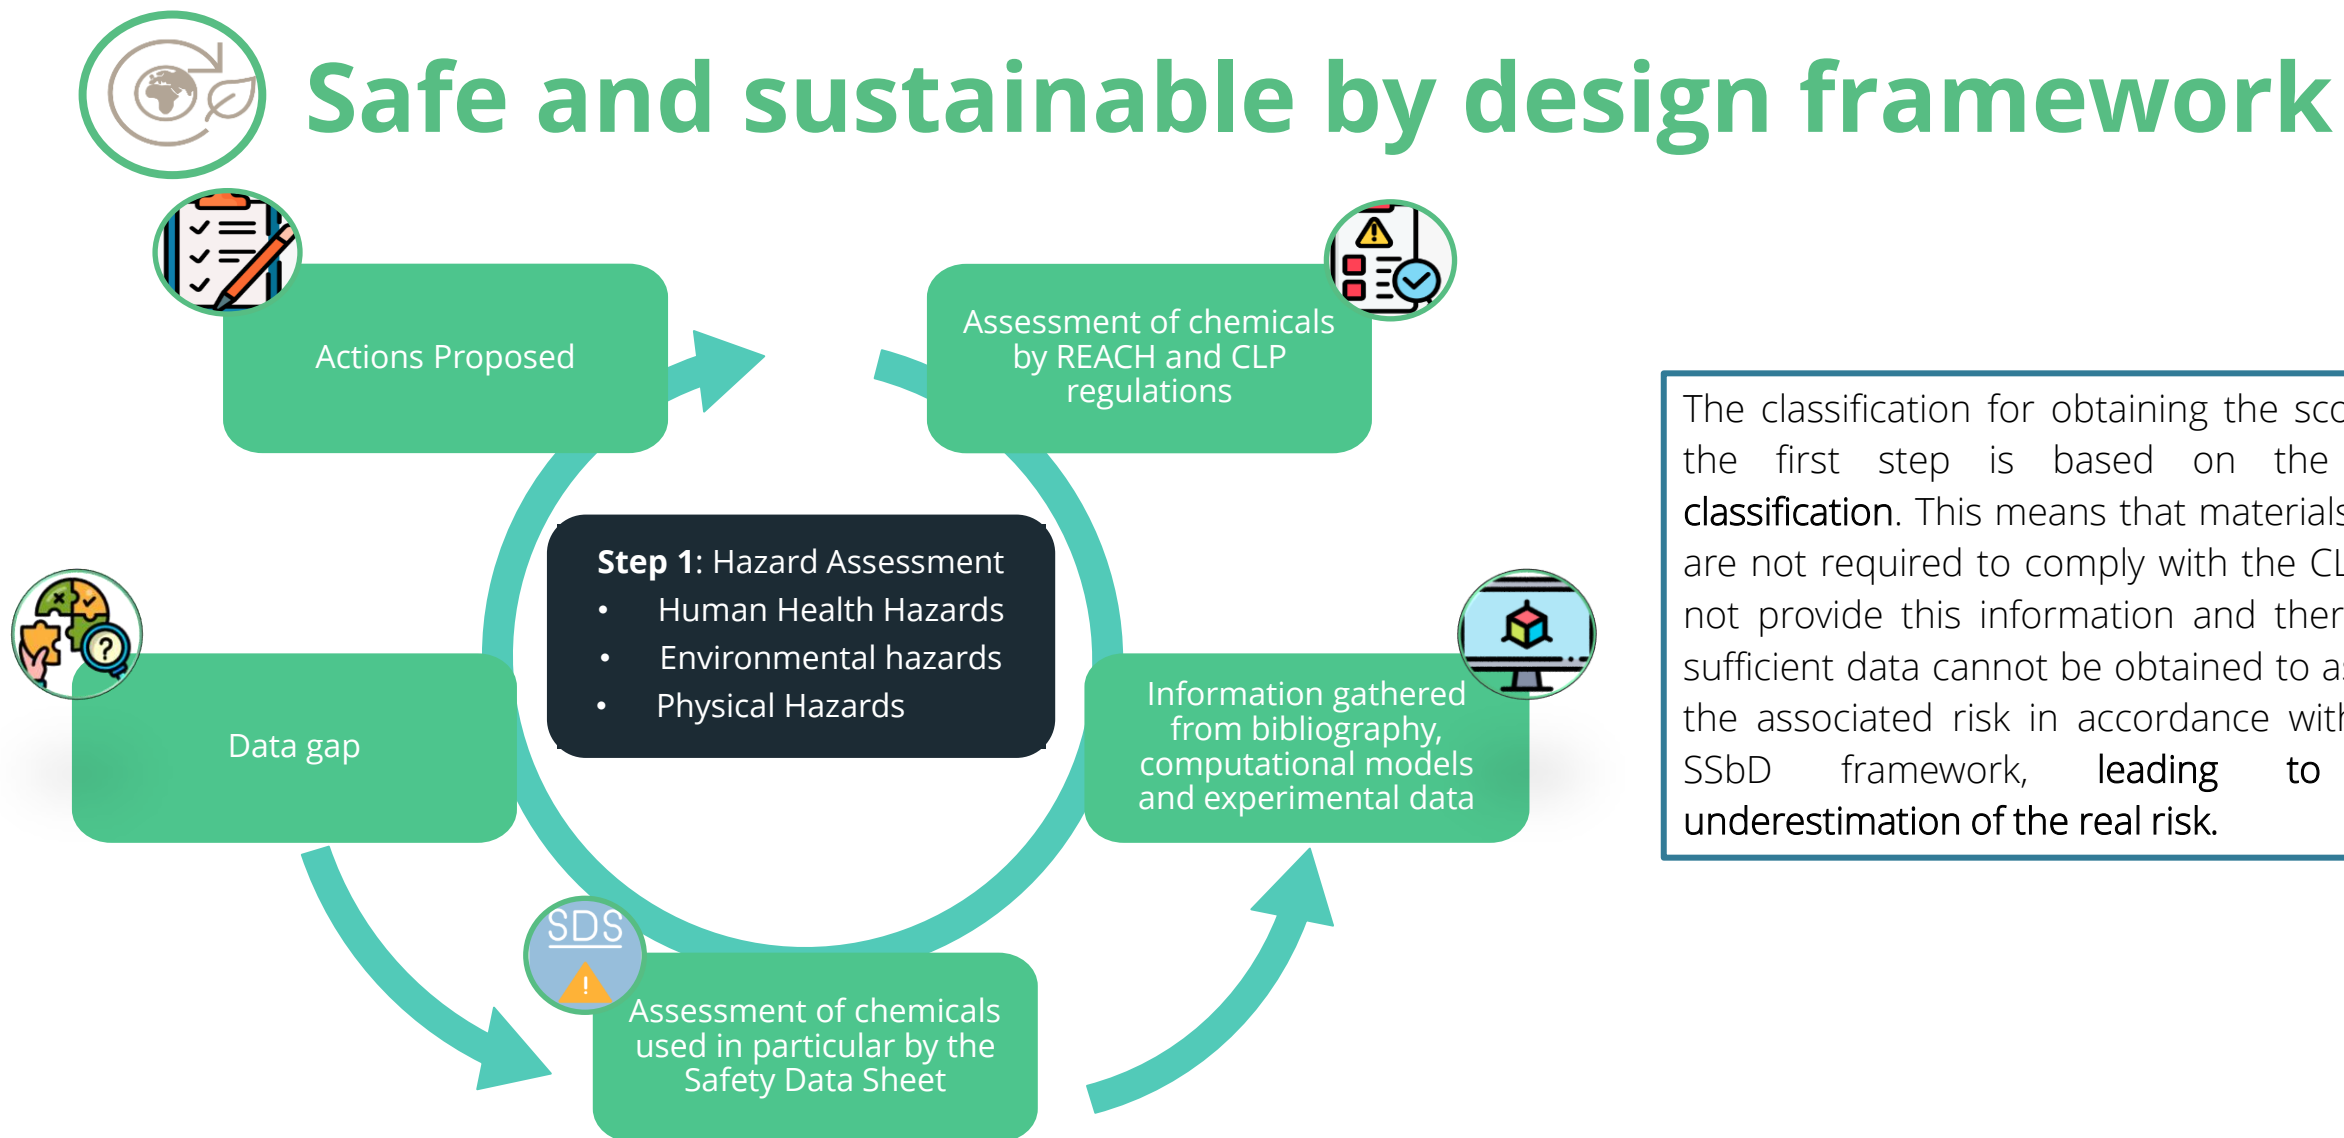 Safe and sustainable by design framework
Actions Proposed
Assessment of chemicals
by REACH and CLP
regulations
Step 1: Hazard Assessment
• Human Health Hazards
• Environmental hazards
• Physical Hazards
Data gap
Information gathered
from bibliography,
computational models
and experimental data
SDS
Assessment of chemicals
used in particular by the
Safety Data Sheet
The classification for obtaining the
the first step is based on the
classification. This means that materials
are not required to comply with the
not provide this information and
sufficient data cannot be obtained to
the associated risk in accordance
SSbD framework, leading to
underestimation of the real risk.